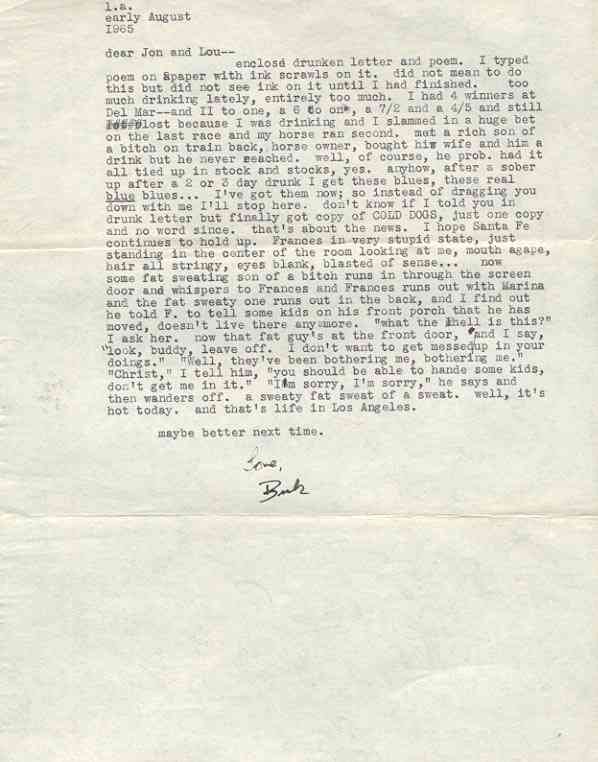 l.a.
early August
I965
dear Jon and Lou--
enclosd drunken letter and poem. I typed
poem on apaper with ink scrawls on it. did not mean to do
this but did not see ink on it until I had finished. too
much drinking lately, entirely too much. I had 4 winners at
Del Mar--and II to one, a 6 to one, a 7/2 and a 4/5 and still
lost because I was drinking and I slammed in a huge bet
on the last race and my horse ran second. met a rich son of
a bitch on train back, horse owner, bought his wife and him a
drink but he never reached. well, of course, he prob. had it
all tied up in stock and stocks, yes. anyhow, after a sober
up after a 2 or 3 day drunk I get these blues, these real
blue blues... I've got them now; so instead of dragging you
down with me I'll stop here. don't know if I told you in
drunk letter but finally got copy of COLD DOGS, just one copy
and no word since. that's about the news. I hope Santa Fe
continues to hold up. Frances in very stupid state, just
standing in the center of the room looking at me, mouth agape,
hair all stringy, eyes blank, blasted of sense... now
some fat sweating son of a bitch runs in through the screen
door and whispers to Frances and Frances runs out with Marina
and the fat sweaty one runs out in the back, and I find out
he told F. to tell some kids on his front porch that he has
moved, doesn't live there anymore. "what the hell is this?"
I ask her. now that fat guy's at the front door, and I say,
"look, buddy, leave off. I don't want to get messedup in your
doings." "Well, they've been bothering me, bothering me."
"Christ," I tell him, "you should be able to hande some kids,
don't get me in it." "I'm sorry, I'm sorry," he says and
then wanders off. a sweaty fat sweat of a sweat. well, it's
hot today. and that's life in Los Angeles.
maybe better next time.
Love,
Buk